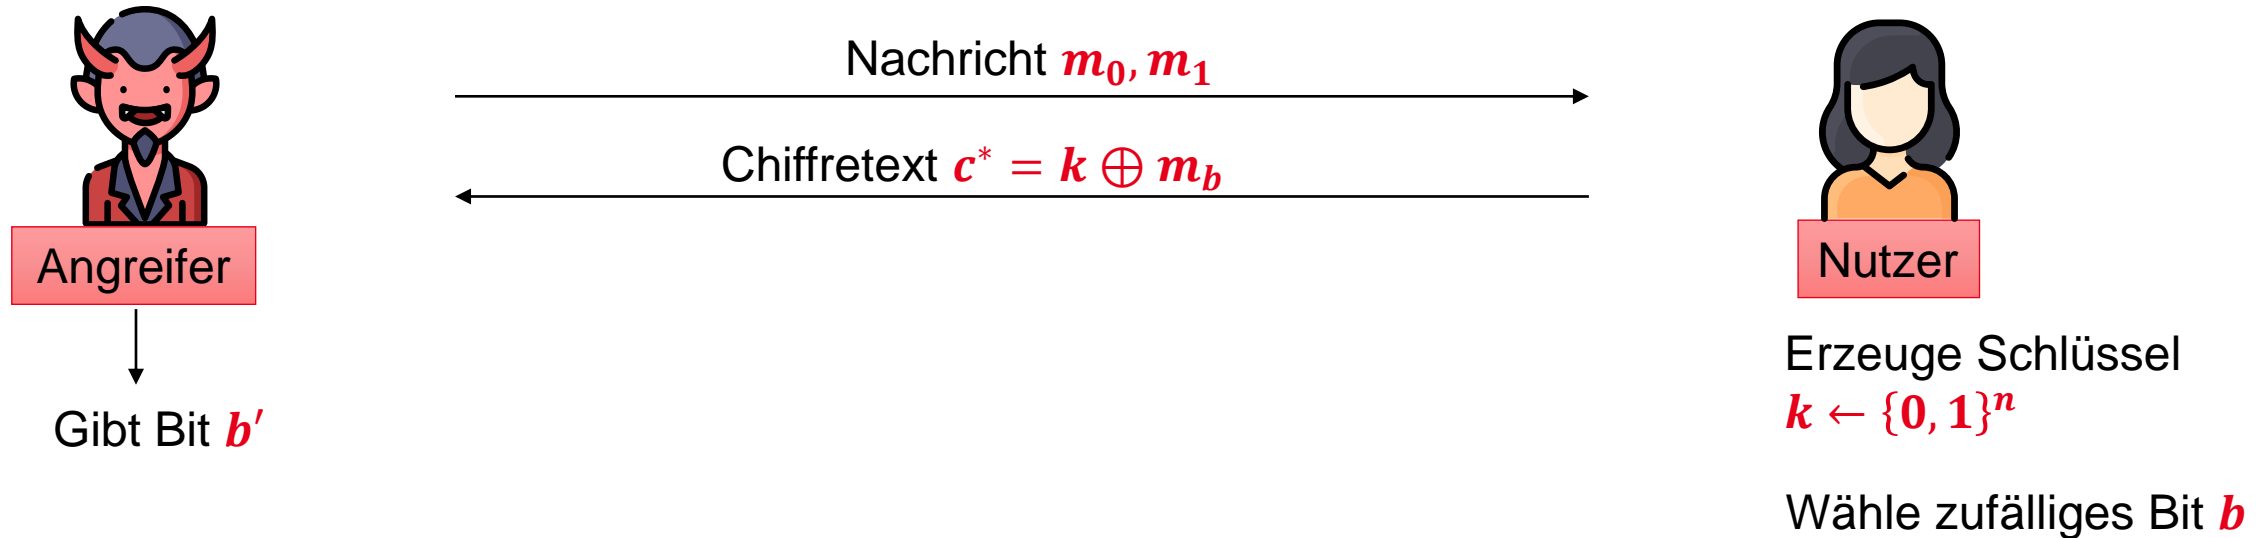 Nachricht m₀, m₁
Chiffretext c* = k ⊕ m_b
Angreifer
Nutzer
Gibt Bit b′
Erzeuge Schlüssel
k ← {0, 1}ⁿ
Wähle zufälliges Bit b